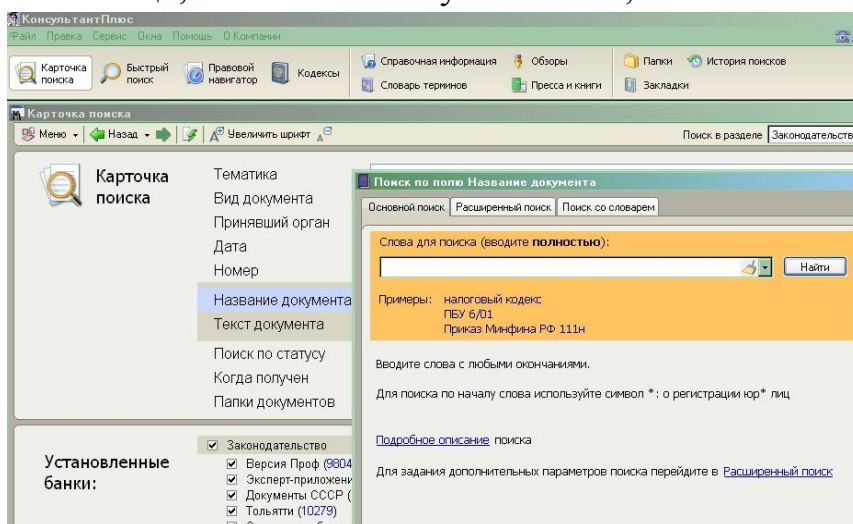 КонсультантПлюс
Файл Правка Сервис Окна Помощь О Компании
Карточка поиска
Быстрый поиск
Правовой навигатор
Кодексы
Справочная информация
Обзоры
Папки
История поисков
Словарь терминов
Пресса и книги
Закладки
Карточка поиска
Меню Назад Увеличить шрифт
Поиск в разделе Законодательств
Карточка
поиска
Тематика
Вид документа
Принявший орган
Дата
Номер
Название документа
Текст документа
Поиск по статусу
Когда получен
Папки документов
Поиск по полю Название документа
Основной поиск Расширенный поиск Поиск со словарем
Слова для поиска (вводите полностью):
Найти
Примеры: налоговый кодекс
ПБУ 6/01
Приказ Минфина РФ 111н
Вводите слова с любыми окончаниями.
Для поиска по началу слова используйте символ *: о регистрации юр* лиц
Подробное описание поиска
Для задания дополнительных параметров поиска перейдите в Расширенный поиск
Установленные
банки:
Законодательство
Версия Проф (9804
Эксперт-приложени
Документы СССР (
Тольятти (10279)